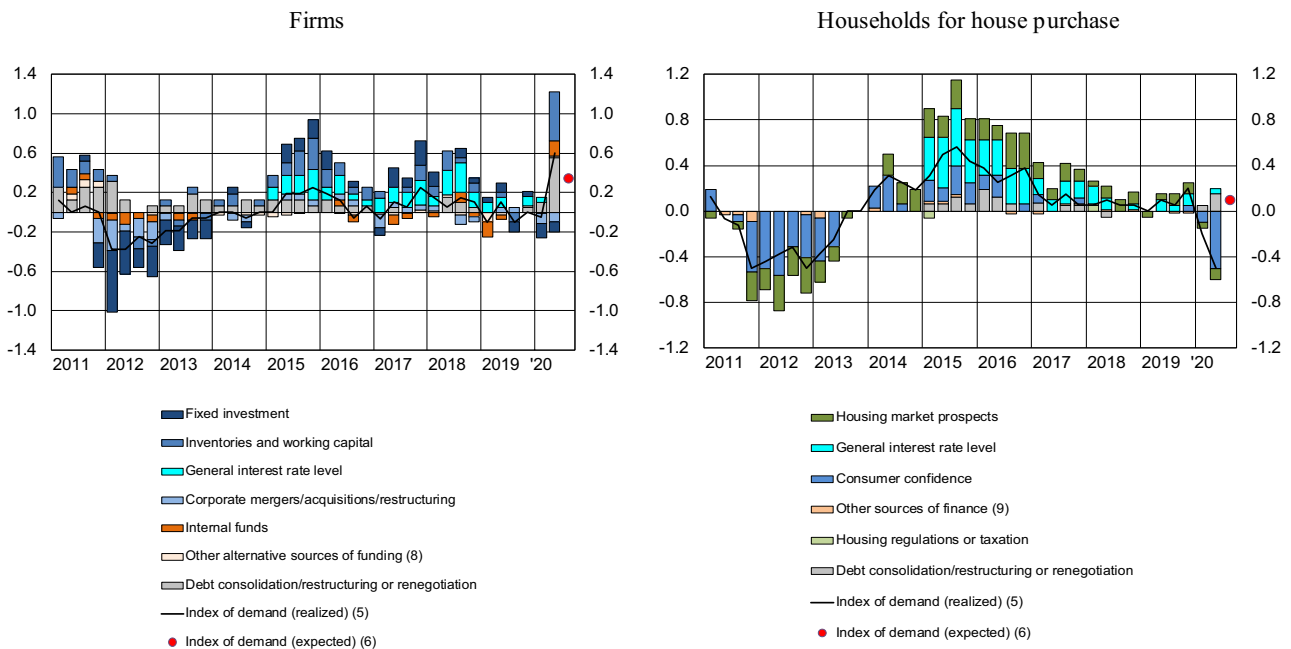 Firms
Households for house purchase
1.4
1.0
0.6
0.2
-0.2
-0.6
-1.0
-1.4
1.4
1.0
0.6
0.2
-0.2
-0.6
-1.0
-1.4
2011 2012 2013 2014 2015 2016 2017 2018 2019 '20
1.2
0.8
0.4
0.0
-0.4
-0.8
-1.2
1.2
0.8
0.4
0.0
-0.4
-0.8
-1.2
2011 2012 2013 2014 2015 2016 2017 2018 2019 '20
Fixed investment
Inventories and working capital
General interest rate level
Corporate mergers/acquisitions/restructuring
Internal funds
Other alternative sources of funding (8)
Debt consolidation/restructuring or renegotiation
Index of demand (realized) (5)
Index of demand (expected) (6)
Housing market prospects
General interest rate level
Consumer confidence
Other sources of finance (9)
Housing regulations or taxation
Debt consolidation/restructuring or renegotiation
Index of demand (realized) (5)
Index of demand (expected) (6)